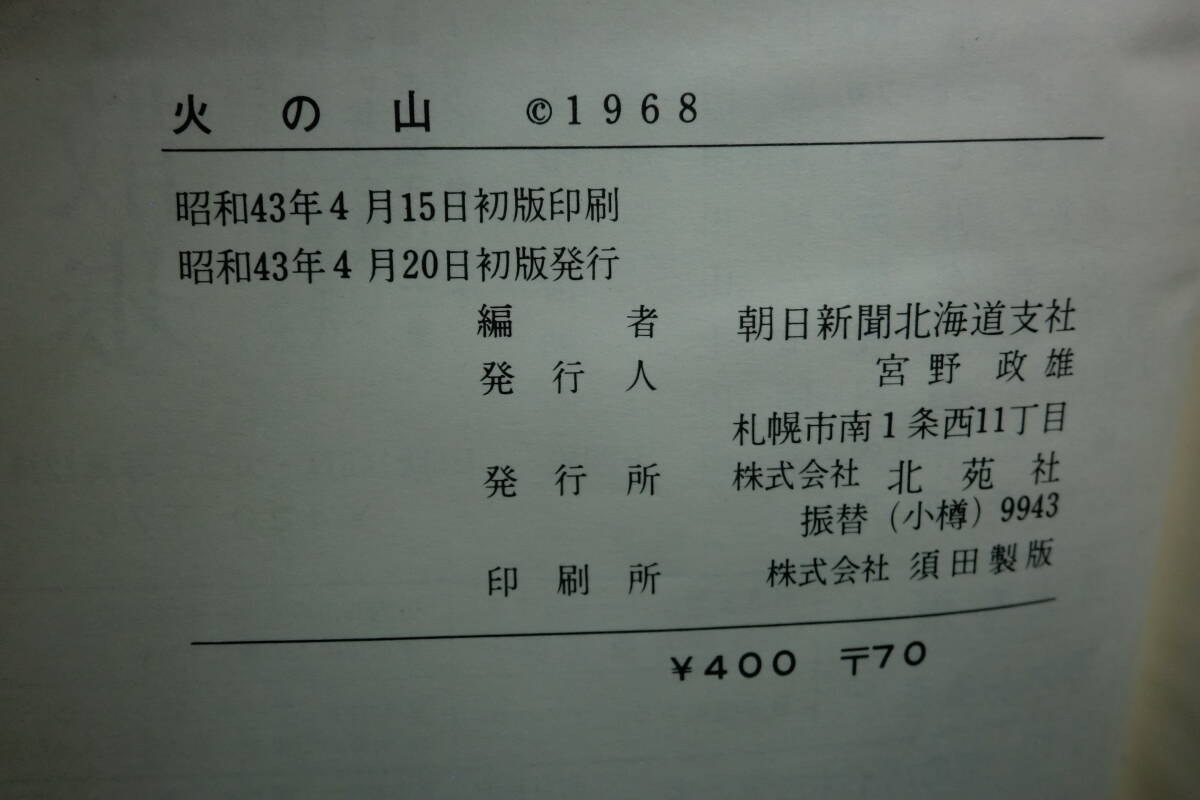 火の山 ©1968
昭和43年4月15日初版印刷
昭和43年4月20日初版発行
編者 朝日新聞北海道支社
発行人 宮野政雄
札幌市南1条西11丁目
発行所 株式会社 北苑社
振替(小樽)9943
印刷所 株式会社 須田製版
¥400 〒70